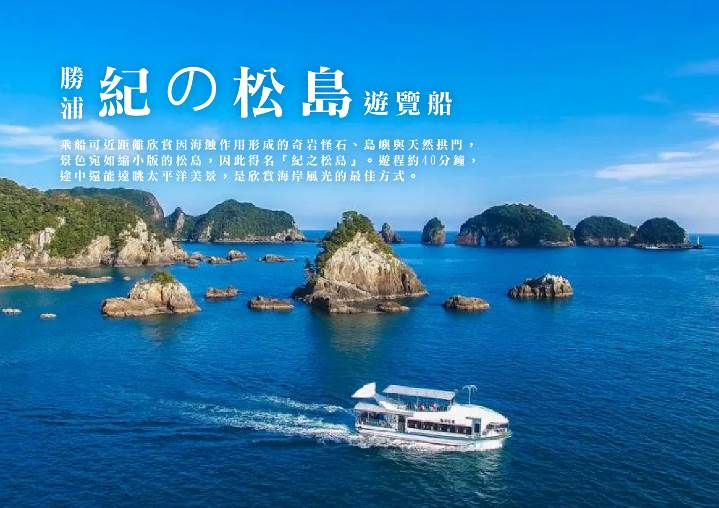 勝浦 紀の松島 遊覽船
乘船可近距離欣賞因海蝕作用形成的奇岩怪石、島嶼與天然拱門，
景色宛如縮小版的松島，因此得名「紀之松島」。遊程約40分鐘，
途中還能遠眺太平洋美景，是欣賞海岸風光的最佳方式。